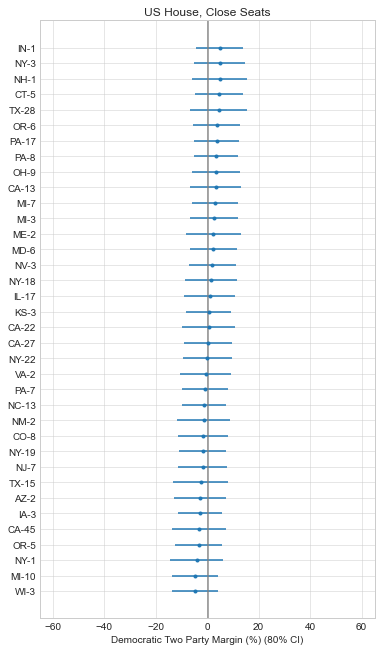 US House, Close Seats
IN-1
NY-3
NH-1
CT-5
TX-28
OR-6
PA-17
PA-8
OH-9
CA-13
MI-7
MI-3
ME-2
MD-6
NV-3
NY-18
IL-17
KS-3
CA-22
CA-27
NY-22
VA-2
PA-7
NC-13
NM-2
CO-8
NY-19
NJ-7
TX-15
AZ-2
IA-3
CA-45
OR-5
NY-1
MI-10
WI-3
−60 −40 −20 0 20 40 60
Democratic Two Party Margin (%) (80% CI)